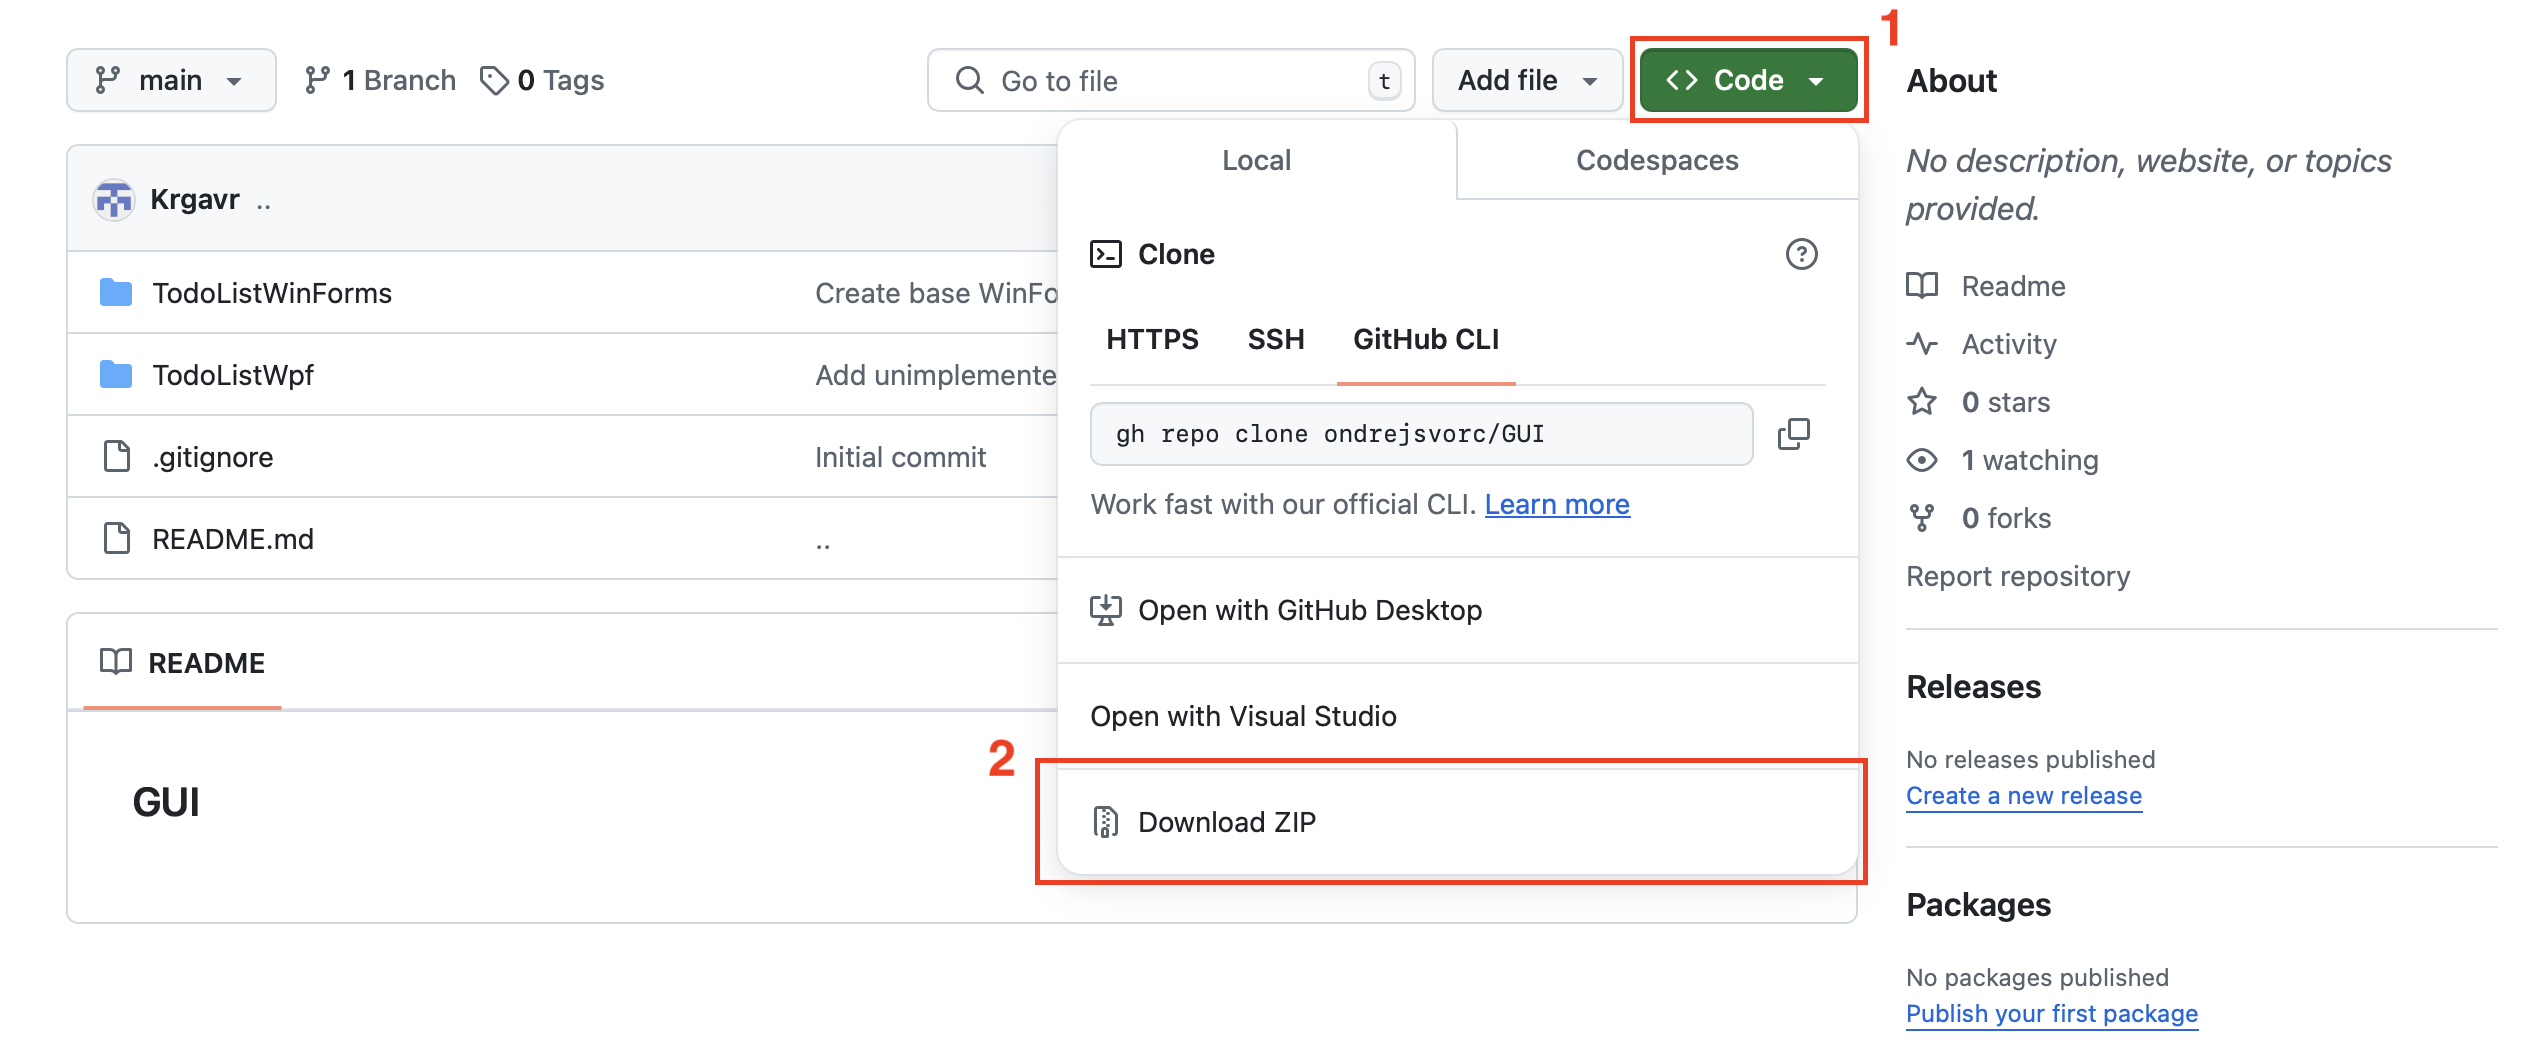 1
main
1 Branch
0 Tags
Go to file
t
Add file
<> Code
Krgavr ..
TodoListWinForms
Create base WinFo
TodoListWpf
Add unimplemente
.gitignore
Initial commit
README.md
..
README
GUI
Local
Codespaces
Clone
HTTPS
SSH
GitHub CLI
gh repo clone ondrejsvorc/GUI
Work fast with our official CLI. Learn more
Open with GitHub Desktop
Open with Visual Studio
2
Download ZIP
About
No description, website, or topics
provided.
Readme
Activity
0 stars
1 watching
0 forks
Report repository
Releases
No releases published
Create a new release
Packages
No packages published
Publish your first package